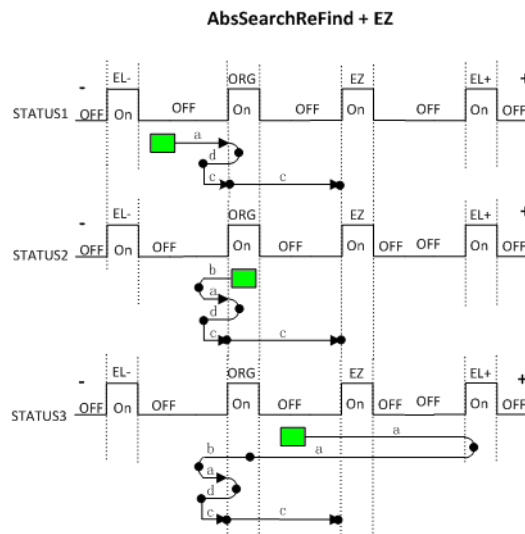 AbsSearchReFind + EZ
- EL- ORG EZ EL+ +
STATUS1 OFF On OFF On OFF On OFF On OFF
a
d
c c
- EL- ORG EZ EL+ +
STATUS2 OFF On OFF On OFF On OFF OFF On OFF
b
a
d
c c
- EL- ORG EZ EL+ +
STATUS3 OFF On OFF On OFF On OFF OFF On OFF
a
b a
a
d
c c